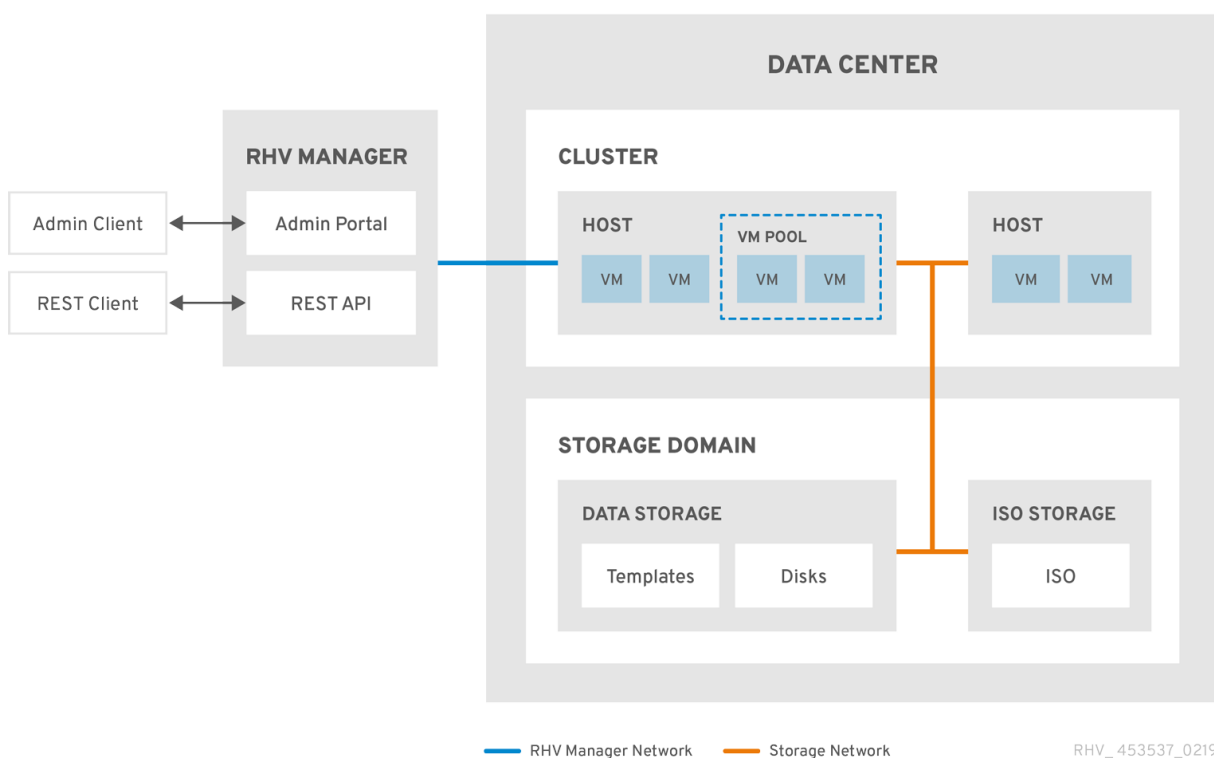 DATA CENTER
RHV MANAGER
CLUSTER
Admin Client
Admin Portal
HOST
VM POOL
HOST
VM
VM
VM
VM
VM
VM
REST Client
REST API
STORAGE DOMAIN
DATA STORAGE
ISO STORAGE
Templates
Disks
ISO
RHV Manager Network
Storage Network
RHV_453537_0219